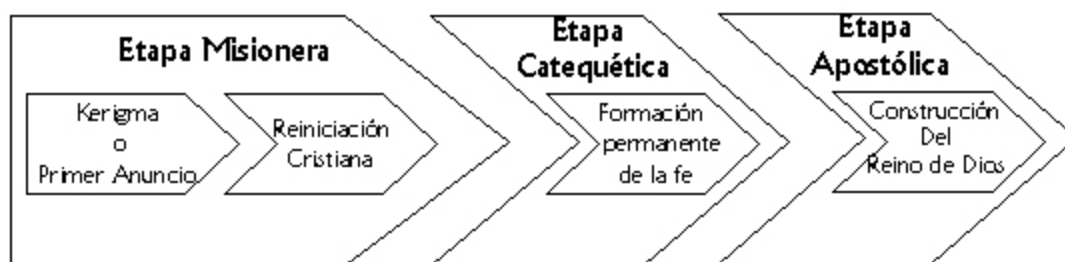 Etapa Misionera
Kerigma
o
Primer Anuncio
Reiniciación
Cristiana
Etapa
Catequética
Formación
permanente
de la fe
Etapa
Apostólica
Construcción
Del
Reino de Dios